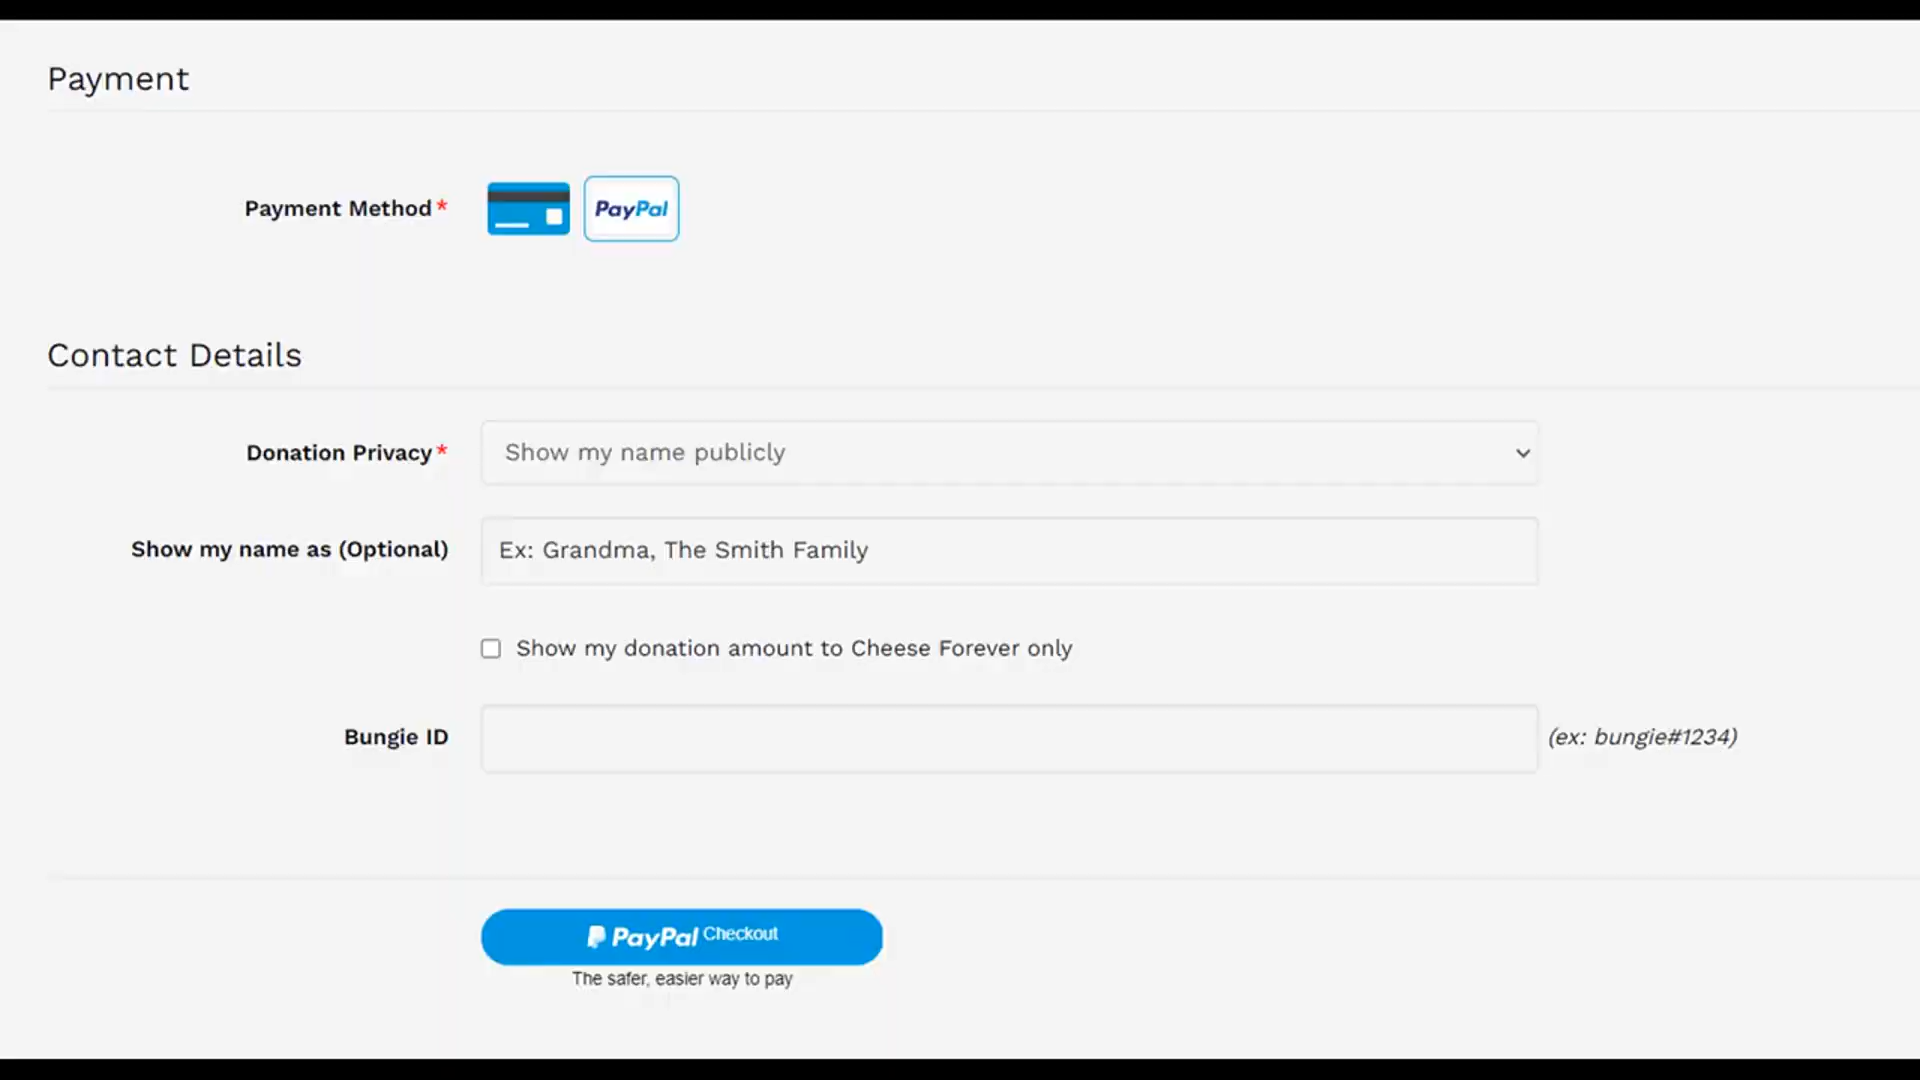 Payment
Payment Method*
PayPal
Contact Details
Donation Privacy*
Show my name publicly
Show my name as (Optional)
Ex: Grandma, The Smith Family
Show my donation amount to Cheese Forever only
Bungie ID
(ex: bungie#1234)
PayPal Checkout
The safer, easier way to pay